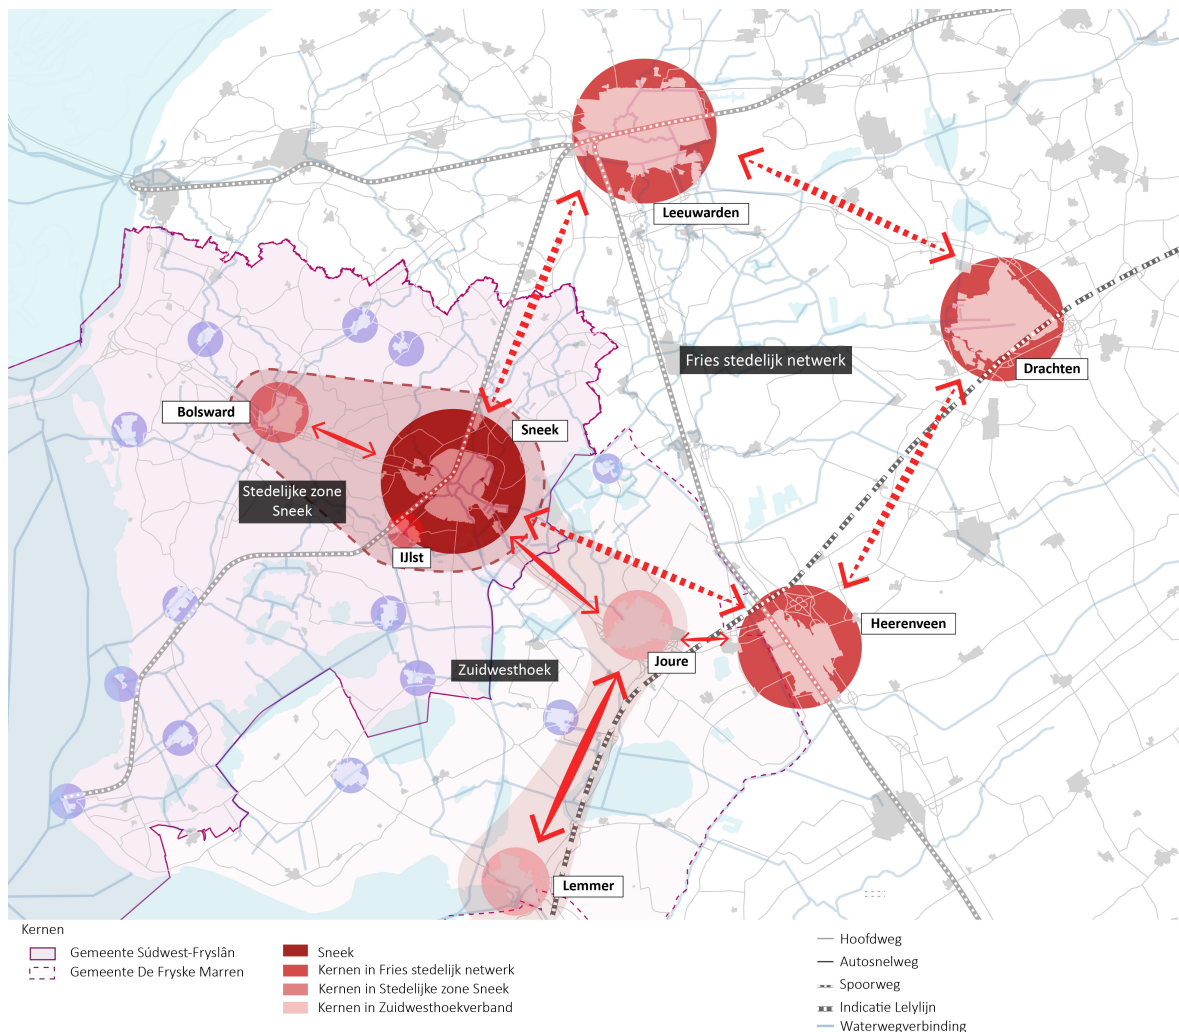 Leeuwarden
Fries stedelijk netwerk
Drachten
Bolsward
Sneek
Stedelijke zone
Sneek
IJlst
Heerenveen
Joure
Zuidwesthoek
Lemmer
Kernen
Gemeente Súdwest-Fryslân
Gemeente De Fryske Marren
Sneek
Kernen in Fries stedelijk netwerk
Kernen in Stedelijke zone Sneek
Kernen in Zuidwesthoekverband
Hoofdweg
Autosnelweg
Spoorweg
Indicatie Lelylijn
Waterwegverbinding